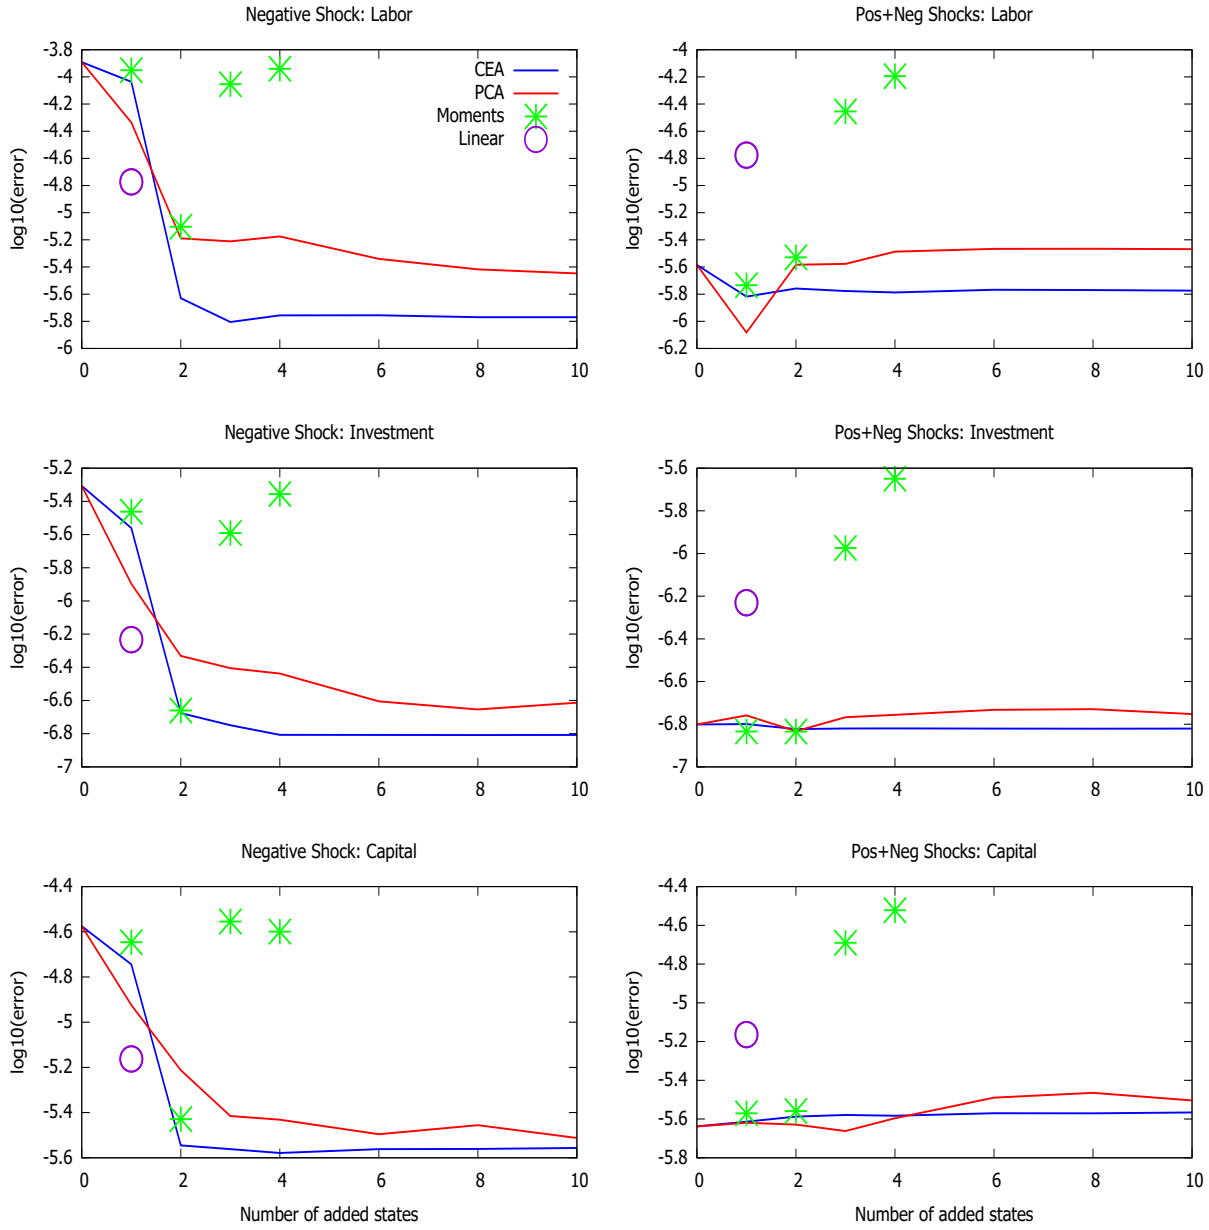 Negative Shock: Labor
log10(error)
-3.8
-4
-4.2
-4.4
-4.6
-4.8
-5
-5.2
-5.4
-5.6
-5.8
-6
0 2 4 6 8 10
CEA
PCA
Moments
Linear
Pos+Neg Shocks: Labor
log10(error)
-4
-4.2
-4.4
-4.6
-4.8
-5
-5.2
-5.4
-5.6
-5.8
-6
-6.2
0 2 4 6 8 10
Negative Shock: Investment
log10(error)
-5.2
-5.4
-5.6
-5.8
-6
-6.2
-6.4
-6.6
-6.8
-7
0 2 4 6 8 10
Pos+Neg Shocks: Investment
log10(error)
-5.6
-5.8
-6
-6.2
-6.4
-6.6
-6.8
-7
0 2 4 6 8 10
Negative Shock: Capital
log10(error)
-4.4
-4.6
-4.8
-5
-5.2
-5.4
-5.6
0 2 4 6 8 10
Number of added states
Pos+Neg Shocks: Capital
log10(error)
-4.4
-4.6
-4.8
-5
-5.2
-5.4
-5.6
-5.8
0 2 4 6 8 10
Number of added states